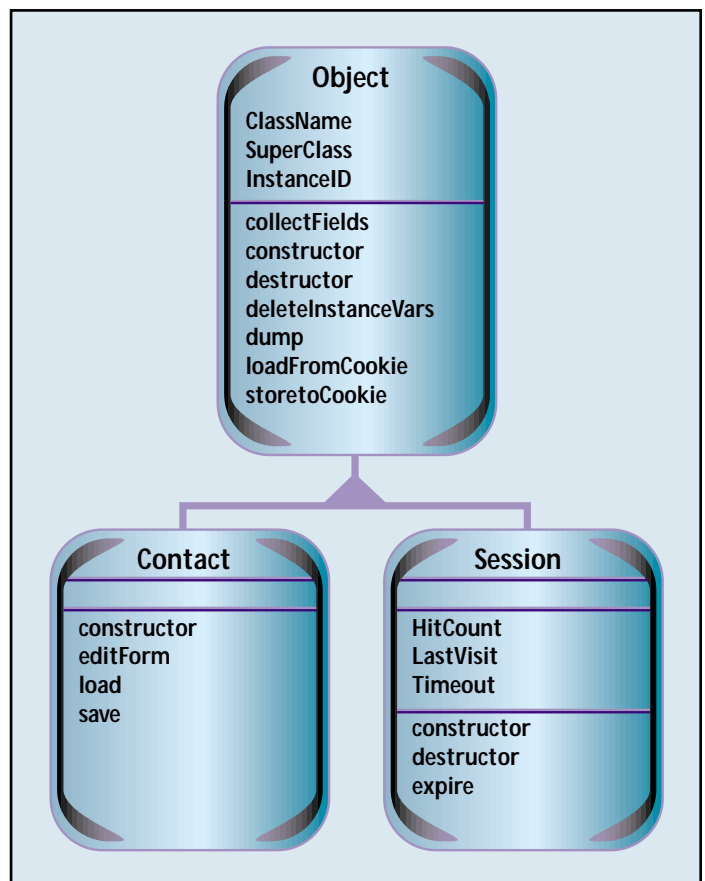 Object
ClassName
SuperClass
InstanceID
collectFields
constructor
destructor
deleteInstanceVars
dump
loadFromCookie
storetoCookie
Contact
constructor
editForm
load
save
Session
HitCount
LastVisit
Timeout
constructor
destructor
expire